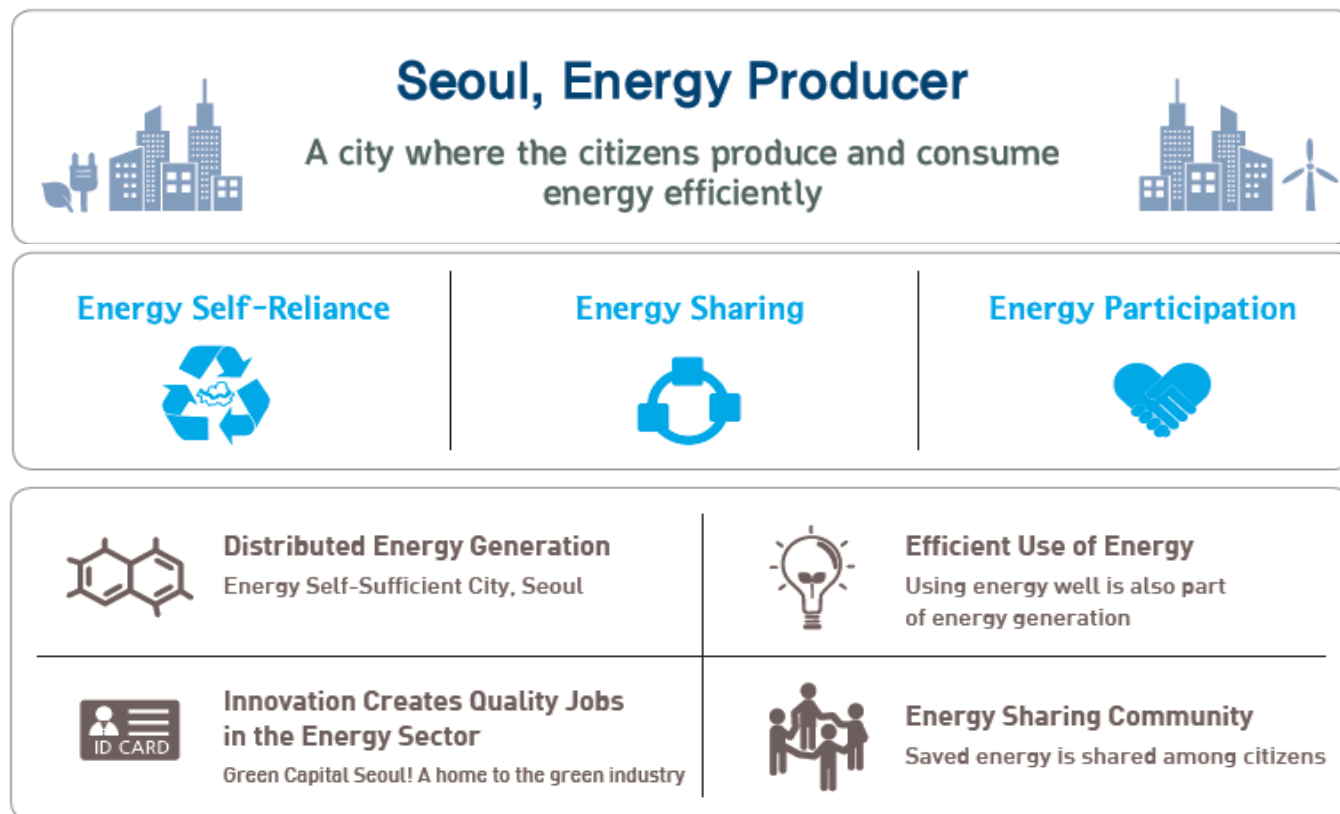 Seoul, Energy Producer
A city where the citizens produce and consume
energy efficiently
Energy Self-Reliance
Energy Sharing
Energy Participation
Distributed Energy Generation
Energy Self-Sufficient City, Seoul
Efficient Use of Energy
Using energy well is also part
of energy generation
ID CARD
Innovation Creates Quality Jobs
in the Energy Sector
Green Capital Seoul! A home to the green industry
Energy Sharing Community
Saved energy is shared among citizens